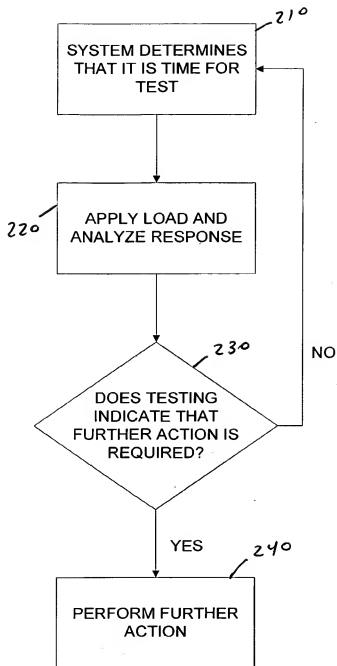 210
SYSTEM DETERMINES
THAT IT IS TIME FOR
TEST
220
APPLY LOAD AND
ANALYZE RESPONSE
230
NO
DOES TESTING
INDICATE THAT
FURTHER ACTION IS
REQUIRED?
YES
240
PERFORM FURTHER
ACTION